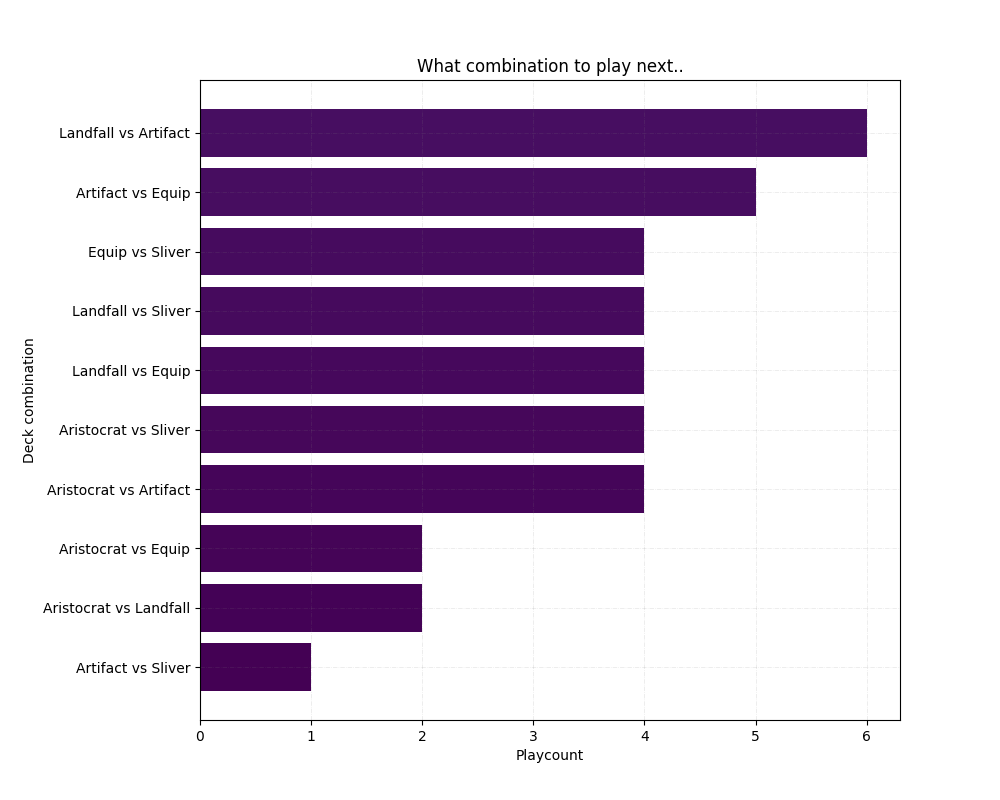 What combination to play next..
Landfall vs Artifact
Artifact vs Equip
Equip vs Sliver
Landfall vs Sliver
Landfall vs Equip
Aristocrat vs Sliver
Aristocrat vs Artifact
Aristocrat vs Equip
Aristocrat vs Landfall
Artifact vs Sliver
Deck combination
0 1 2 3 4 5 6
Playcount